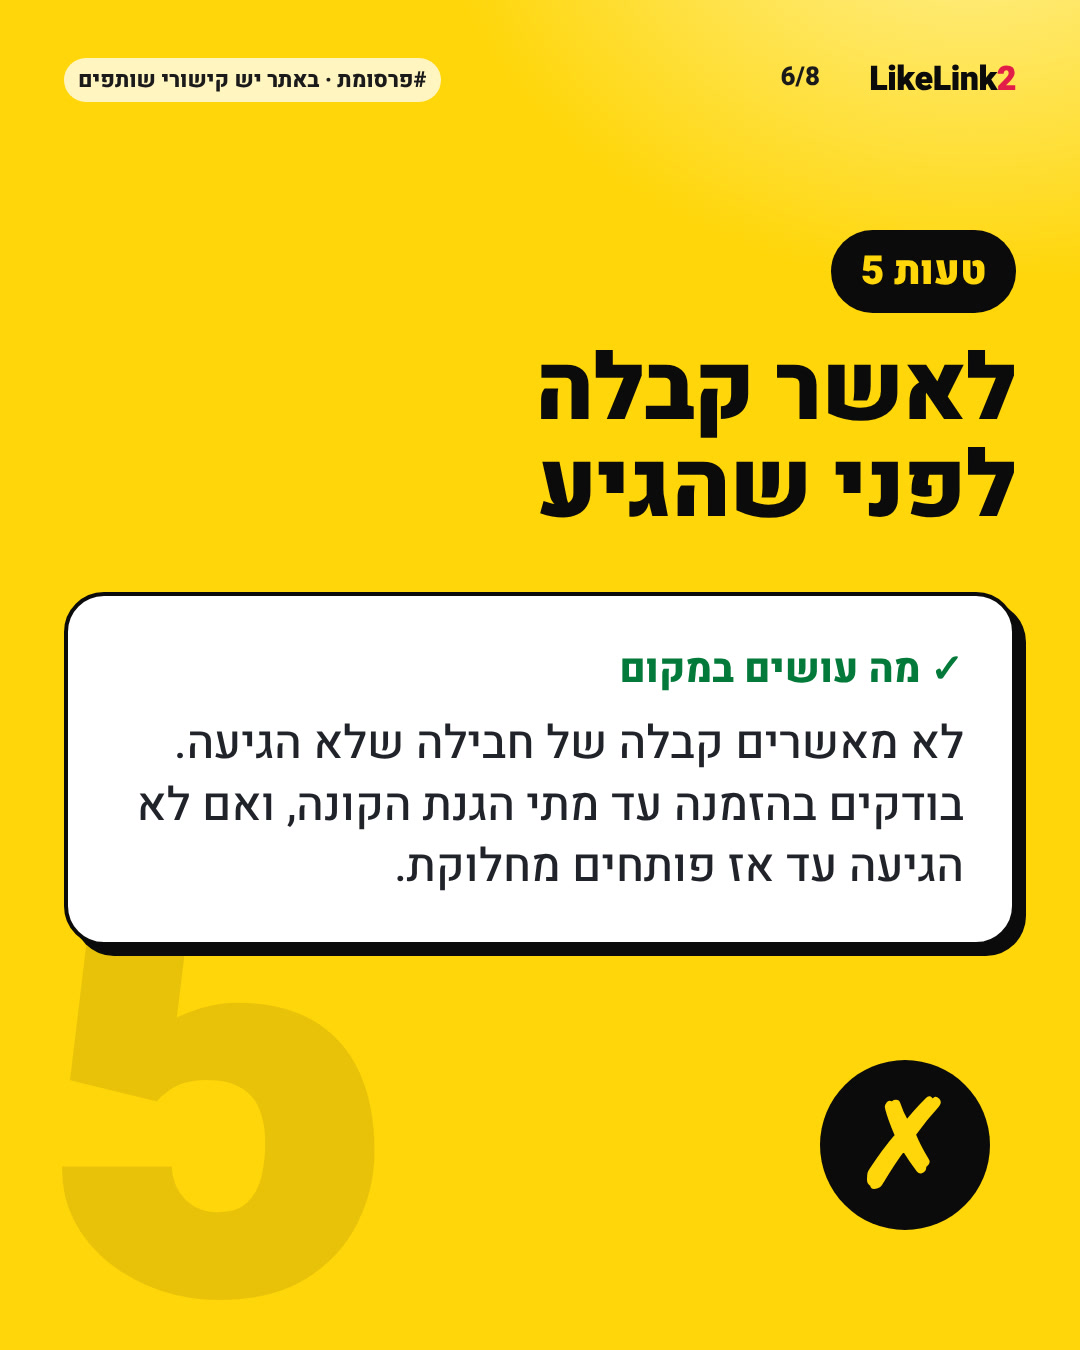 LikeLink2
6/8
#פרסומת · באתר יש קישורי שותפים
טעות 5
לאשר קבלה
לפני שהגיע
✓ מה עושים במקום
לא מאשרים קבלה של חבילה שלא הגיעה.
בודקים בהזמנה עד מתי הגנת הקונה, ואם לא
הגיעה עד אז פותחים מחלוקת.
5
✗